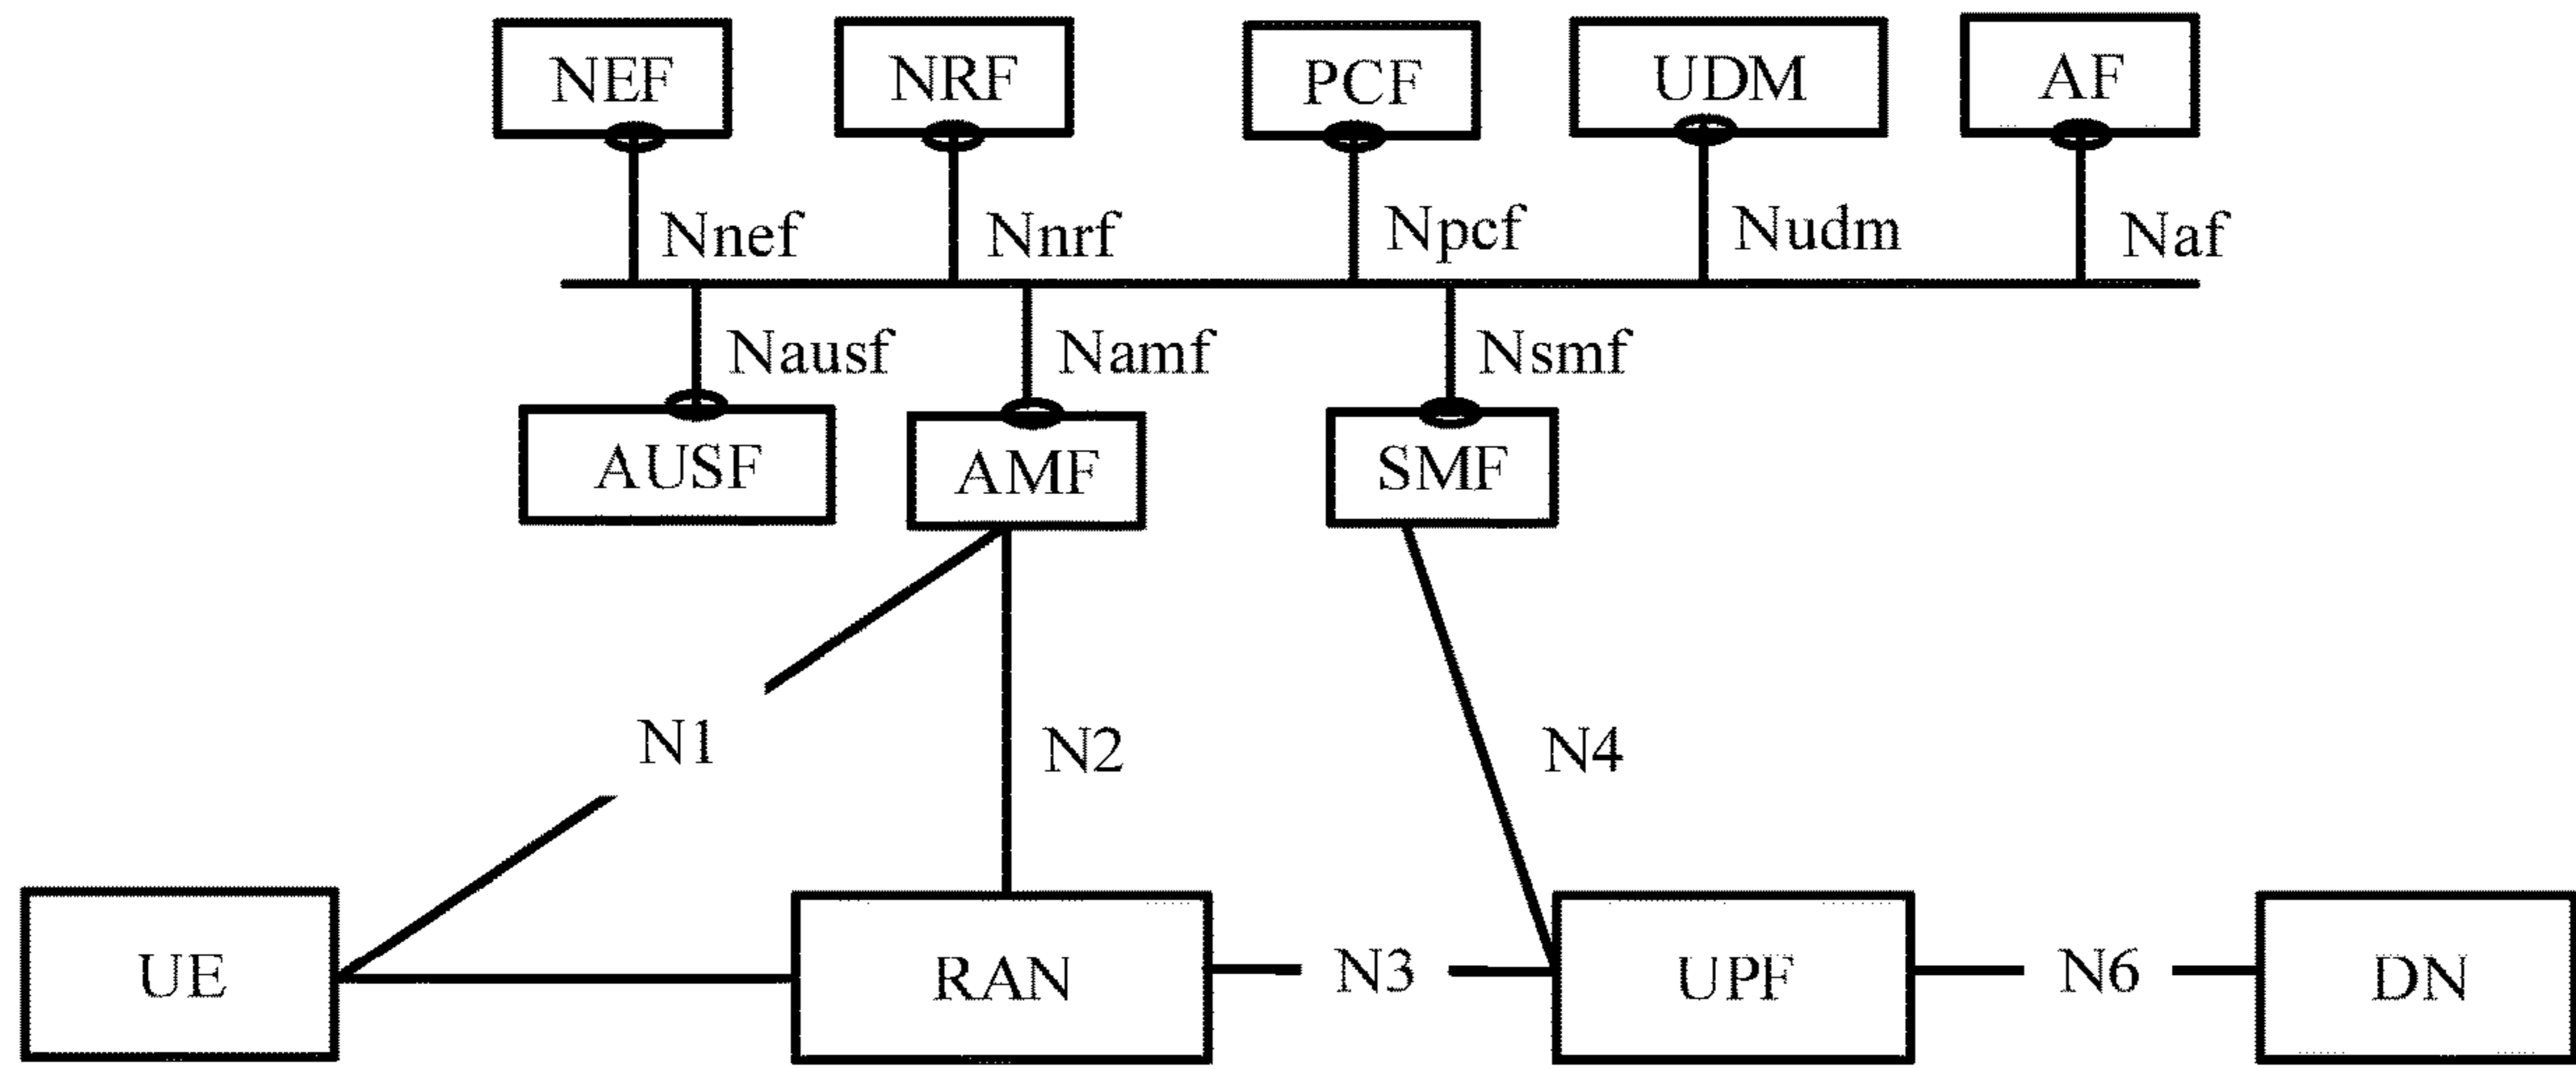 NEF NRF PCF UDM AF
Nnef Nnrf Npcf Nudm Naf
Nausf Namf Nsmf
AUSF AMF SMF
N1 N2 N4
UE RAN N3 UPF N6 DN